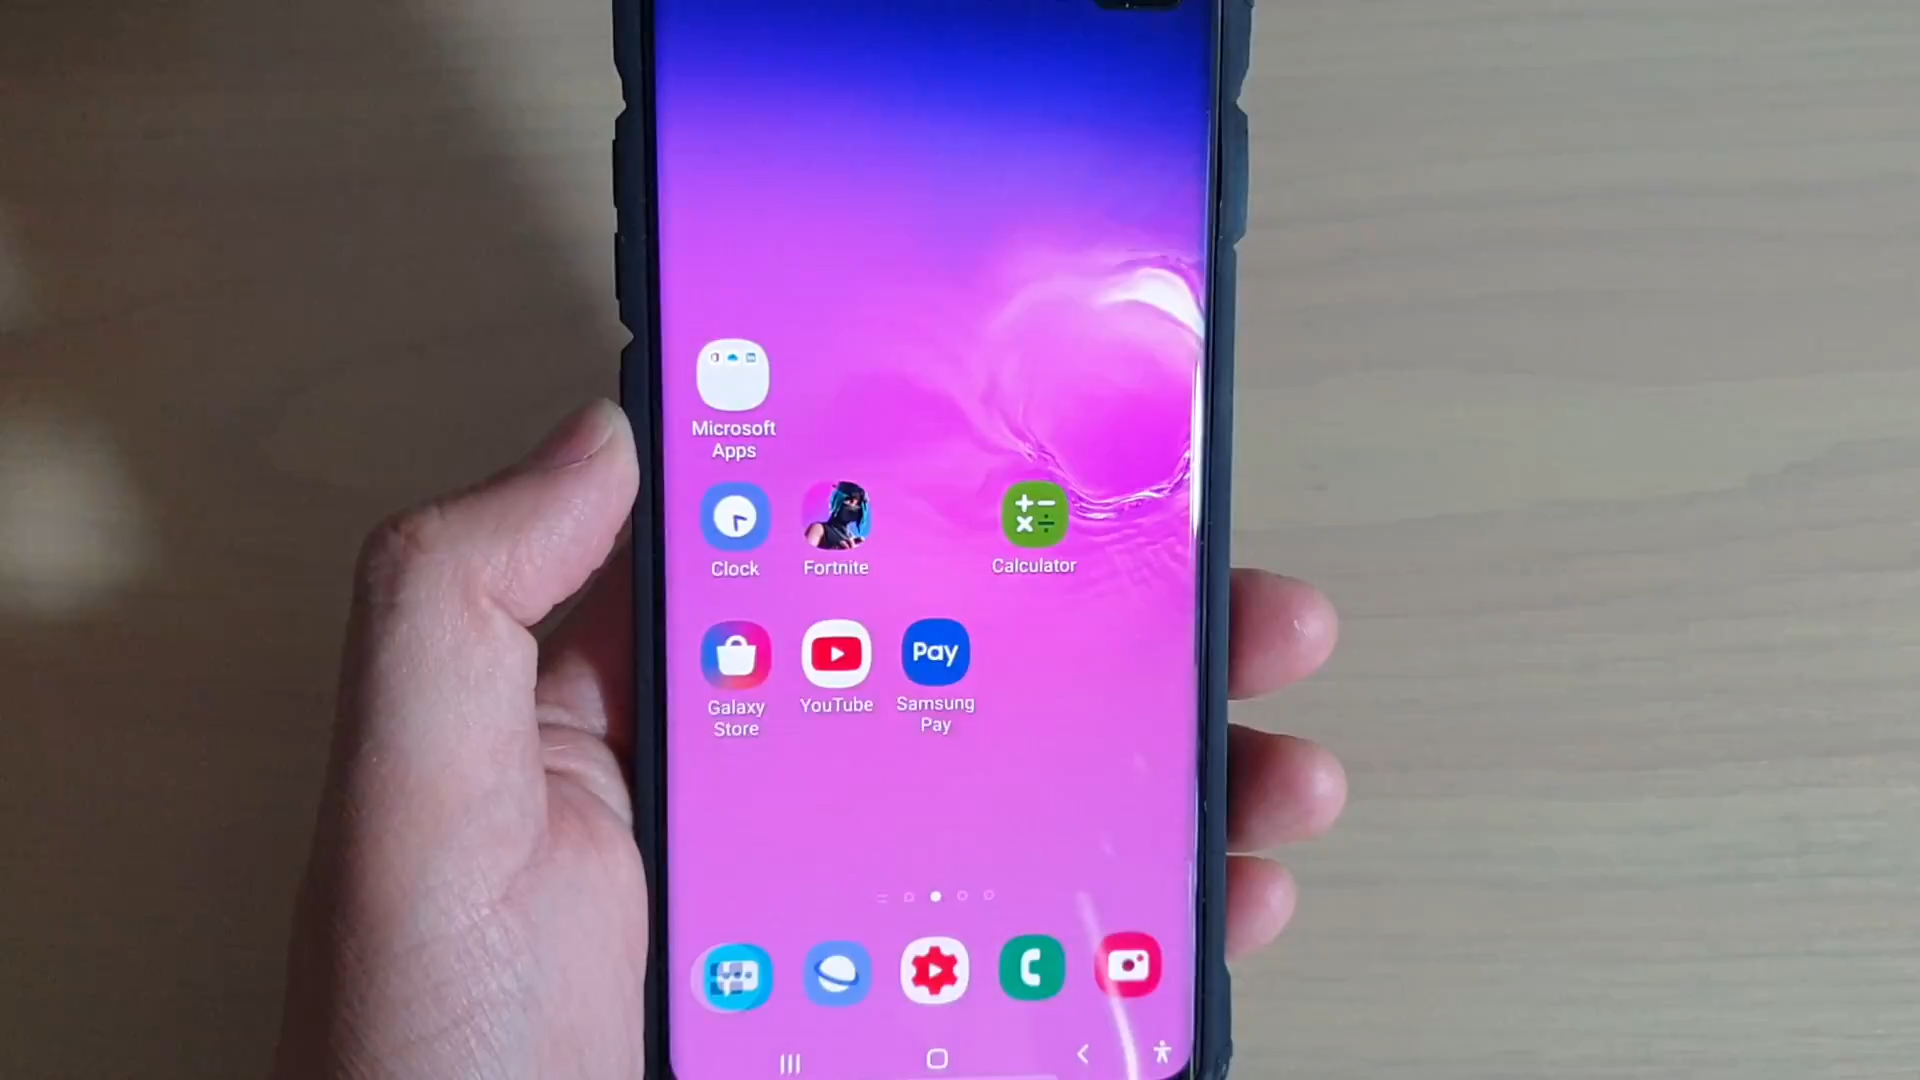 Microsoft
Apps
Clock
Fortnite
Calculator
Pay
Galaxy
Store
YouTube
Samsung
Pay